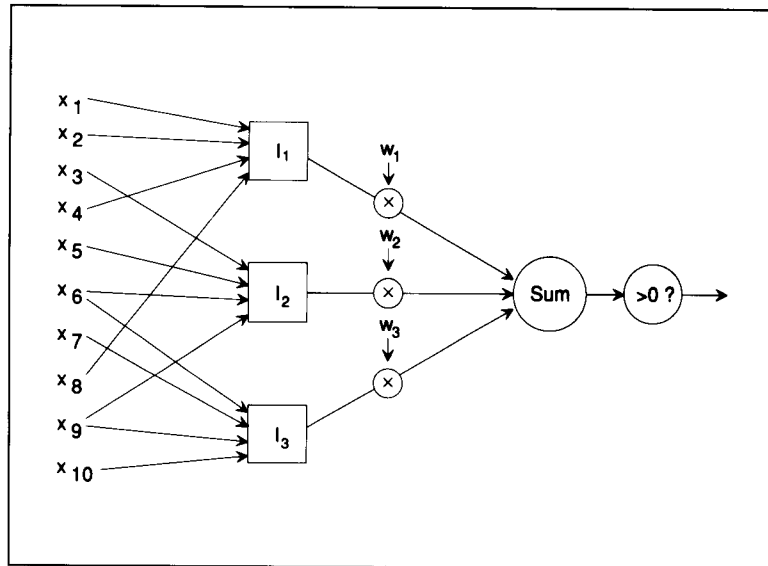 x1
x2
x3
x4
x5
x6
x7
x8
x9
x10
I1
I2
I3
w1
×
w2
×
w3
×
Sum
>0 ?